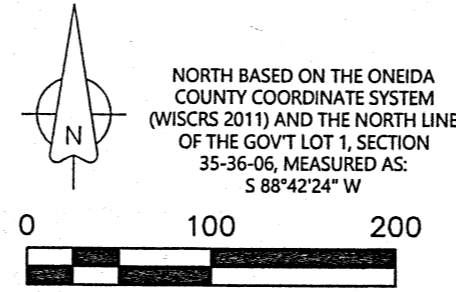 N
NORTH BASED ON THE ONEIDA
COUNTY COORDINATE SYSTEM
(WISCRS 2011) AND THE NORTH LINE
OF THE GOV'T LOT 1, SECTION
35-36-06, MEASURED AS:
S 88°42'24" W
0 100 200